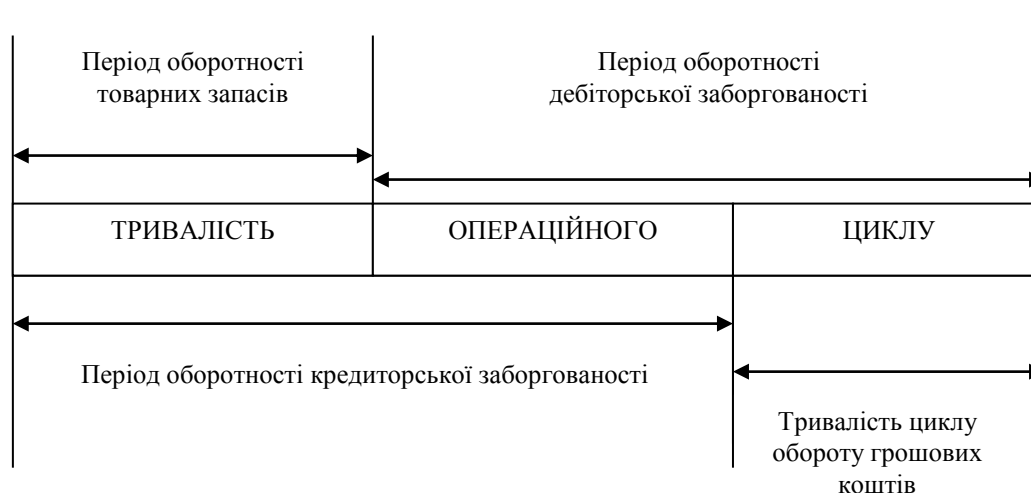 Період оборотності
товарних запасів
Період оборотності
дебіторської заборгованості
ТРИВАЛІСТЬ ОПЕРАЦІЙНОГО ЦИКЛУ
Період оборотності кредиторської заборгованості
Тривалість циклу
обороту грошових
коштів